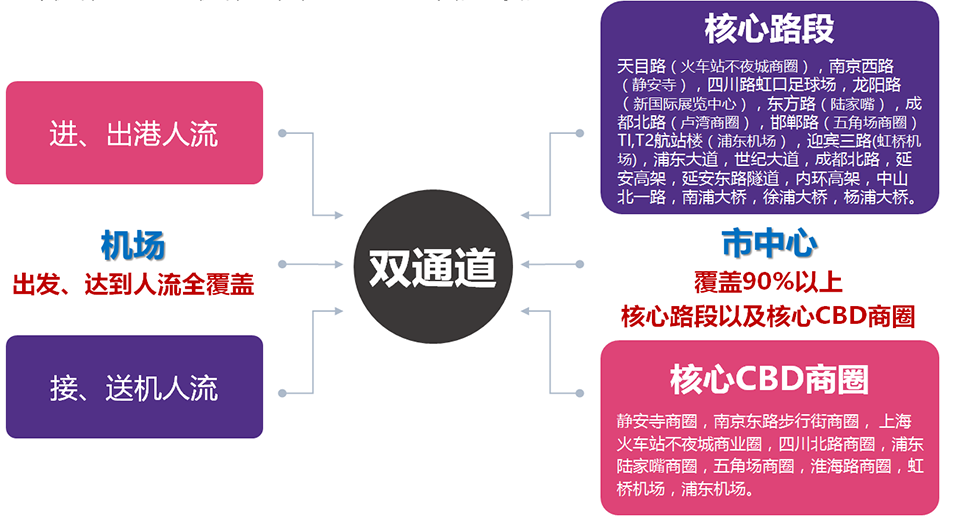 进、出港人流
机场
出发、达到人流全覆盖
接、送机人流
双通道
核心路段
天目路（火车站不夜城商圈），南京西路
（静安寺），四川路虹口足球场，龙阳路
（新国际展览中心），东方路（陆家嘴），成
都北路（卢湾商圈），邯郸路（五角场商圈）
TI,T2航站楼（浦东机场），迎宾三路(虹桥机
场)，浦东大道，世纪大道，成都北路，延
安高架，延安东路隧道，内环高架，中山
北一路，南浦大桥，徐浦大桥，杨浦大桥。
市中心
覆盖90%以上
核心路段以及核心CBD商圈
核心CBD商圈
静安寺商圈，南京东路步行街商圈， 上海
火车站不夜城商业圈，四川北路商圈，浦东
陆家嘴商圈，五角场商圈，淮海路商圈，虹
桥机场，浦东机场。